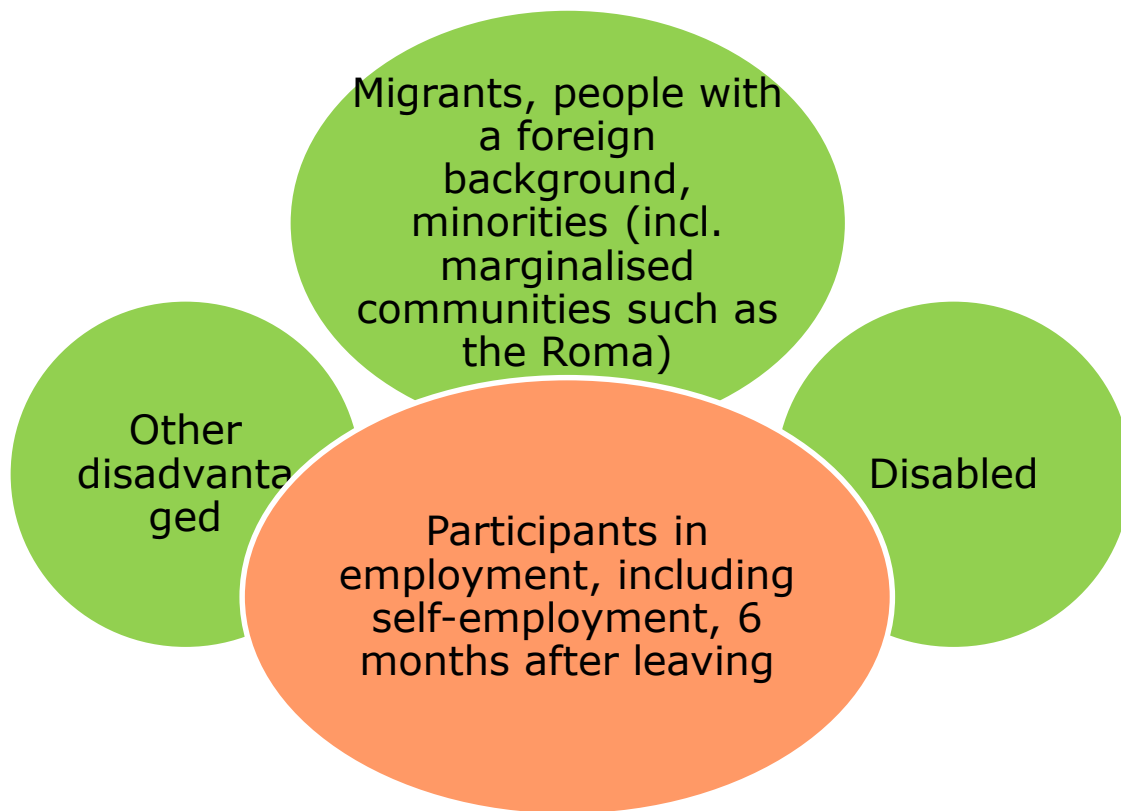 Migrants, people with
a foreign
background,
minorities (incl.
marginalised
communities such as
the Roma)
Other
disadvanta
ged
Disabled
Participants in
employment, including
self-employment, 6
months after leaving